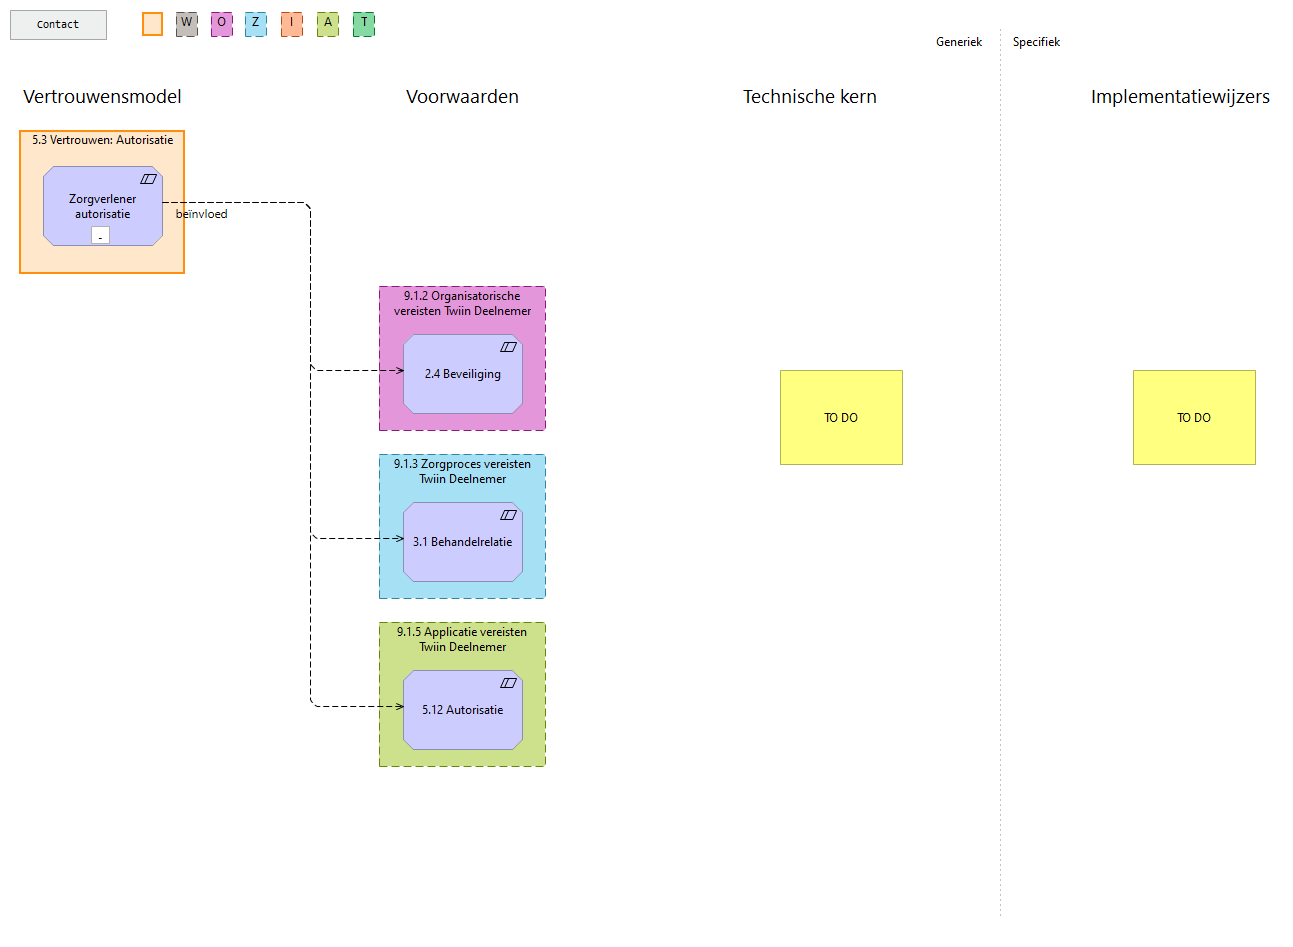 Contact
W
O
Z
I
A
T
Generiek
Specifiek
Vertrouwensmodel
Voorwaarden
Technische kern
Implementatiewijzers
5.3 Vertrouwen: Autorisatie
Zorgverlener
autorisatie
-
beïnvloed
9.1.2 Organisatorische
vereisten Twiin Deelnemer
2.4 Beveiliging
9.1.3 Zorgproces vereisten
Twiin Deelnemer
3.1 Behandelrelatie
9.1.5 Applicatie vereisten
Twiin Deelnemer
5.12 Autorisatie
TO DO
TO DO